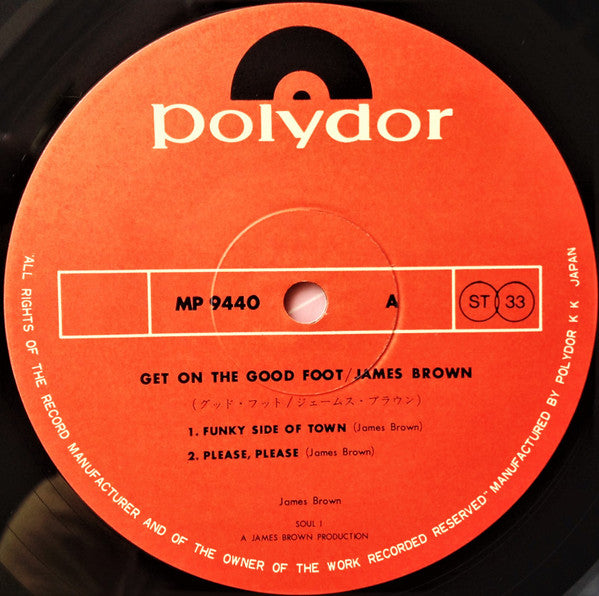 polydor
MP 9440 A ST 33
GET ON THE GOOD FOOT/JAMES BROWN
(グッド・フット/ジェームス・ブラウン)
1. FUNKY SIDE OF TOWN (James Brown)
2. PLEASE, PLEASE (James Brown)
James Brown
SOUL I
A JAMES BROWN PRODUCTION
"ALL RIGHTS OF THE RECORD MANUFACTURER AND OF THE OWNER OF THE WORK RECORDED RESERVED" MANUFACTURED BY POLYDOR K K JAPAN